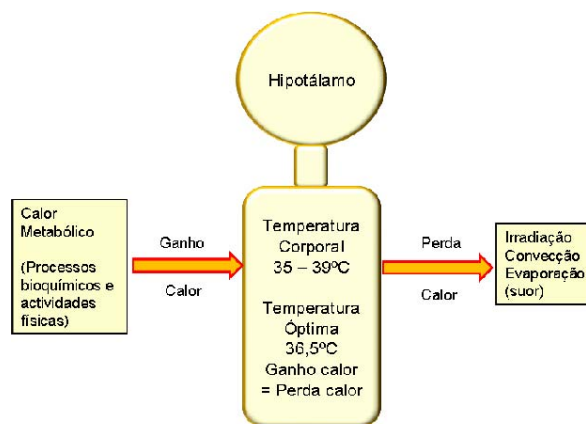 Hipotálamo
Calor
Metabólico
(Processos
bioquímicos e
actividades
físicas)
Ganho
Calor
Temperatura
Corporal
35 – 39ºC
Temperatura
Óptima
36,5ºC
Ganho calor
= Perda calor
Perda
Calor
Irradiação
Convecção
Evaporação
(suor)